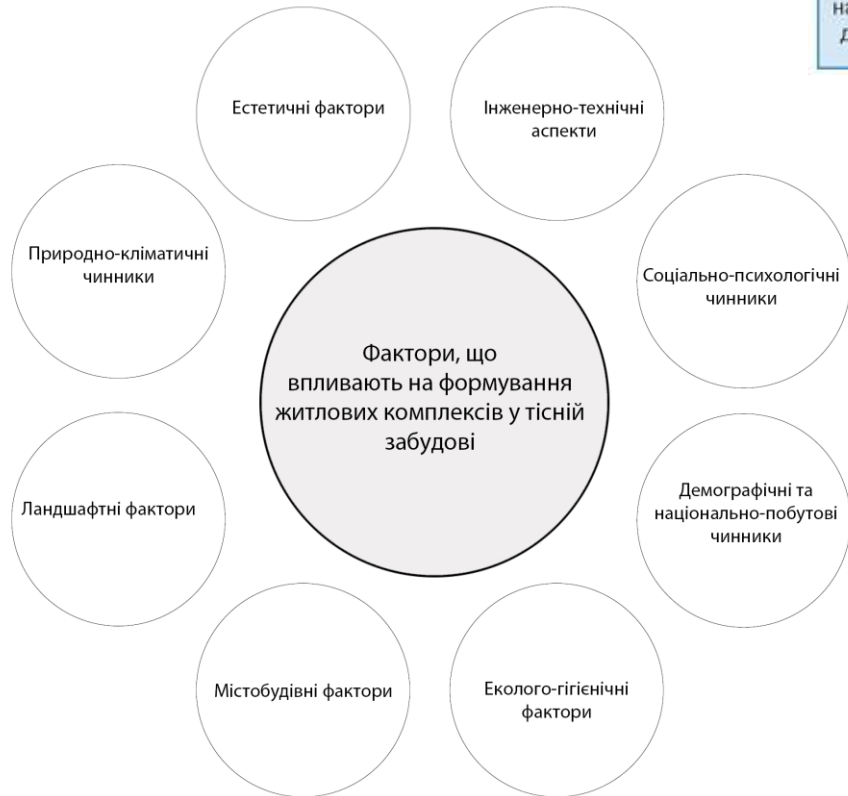 Естетичні фактори
Інженерно-технічні
аспекти
Природно-кліматичні
чинники
Соціально-психологічні
чинники
Фактори, що
впливають на формування
житлових комплексів у тісній
забудові
Ландшафтні фактори
Демографічні та
національно-побутові
чинники
Містобудівні фактори
Еколого-гігієнічні
фактори